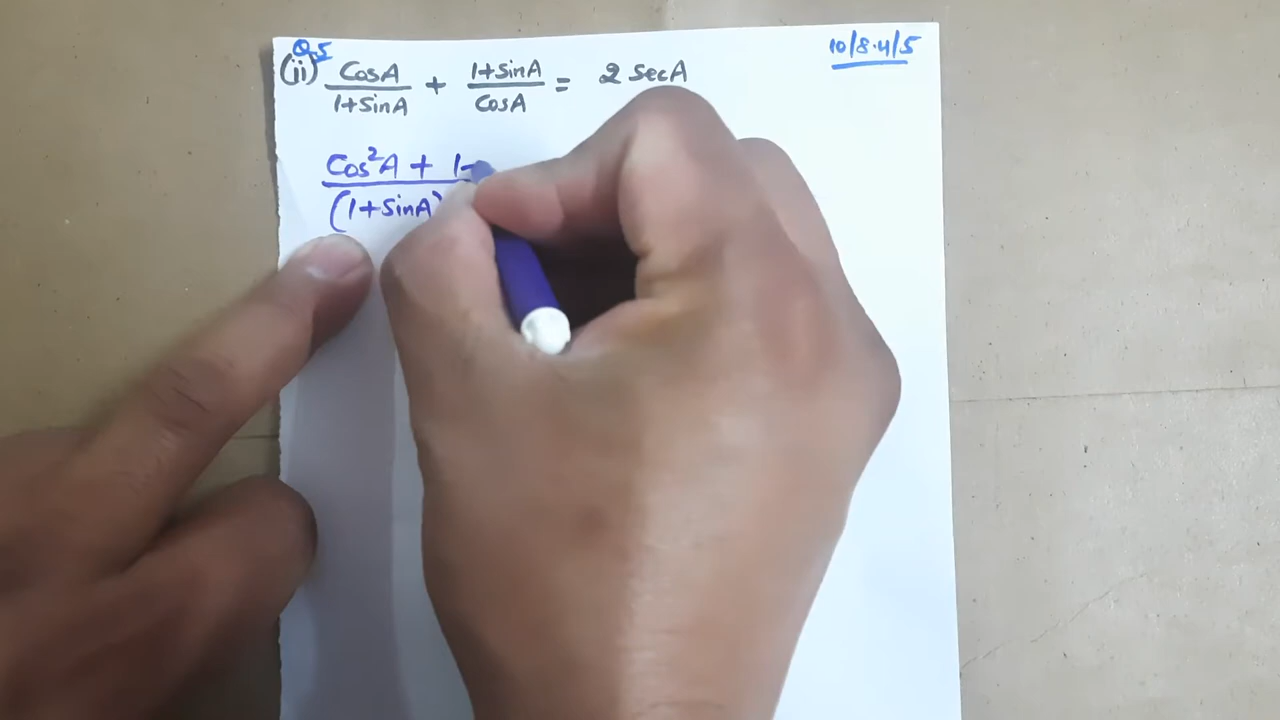 Q.5 10/8.4/5
(ii) CosA/1+SinA + 1+SinA/CosA = 2 secA
Cos²A + 1
(1+SinA)